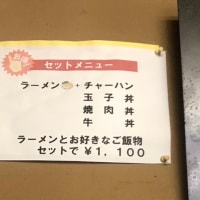 セットメニュー
ラーメン🍜+チャーハン
玉子丼
焼肉丼
牛丼
ラーメンとお好きなご飯物
セットで¥1,100